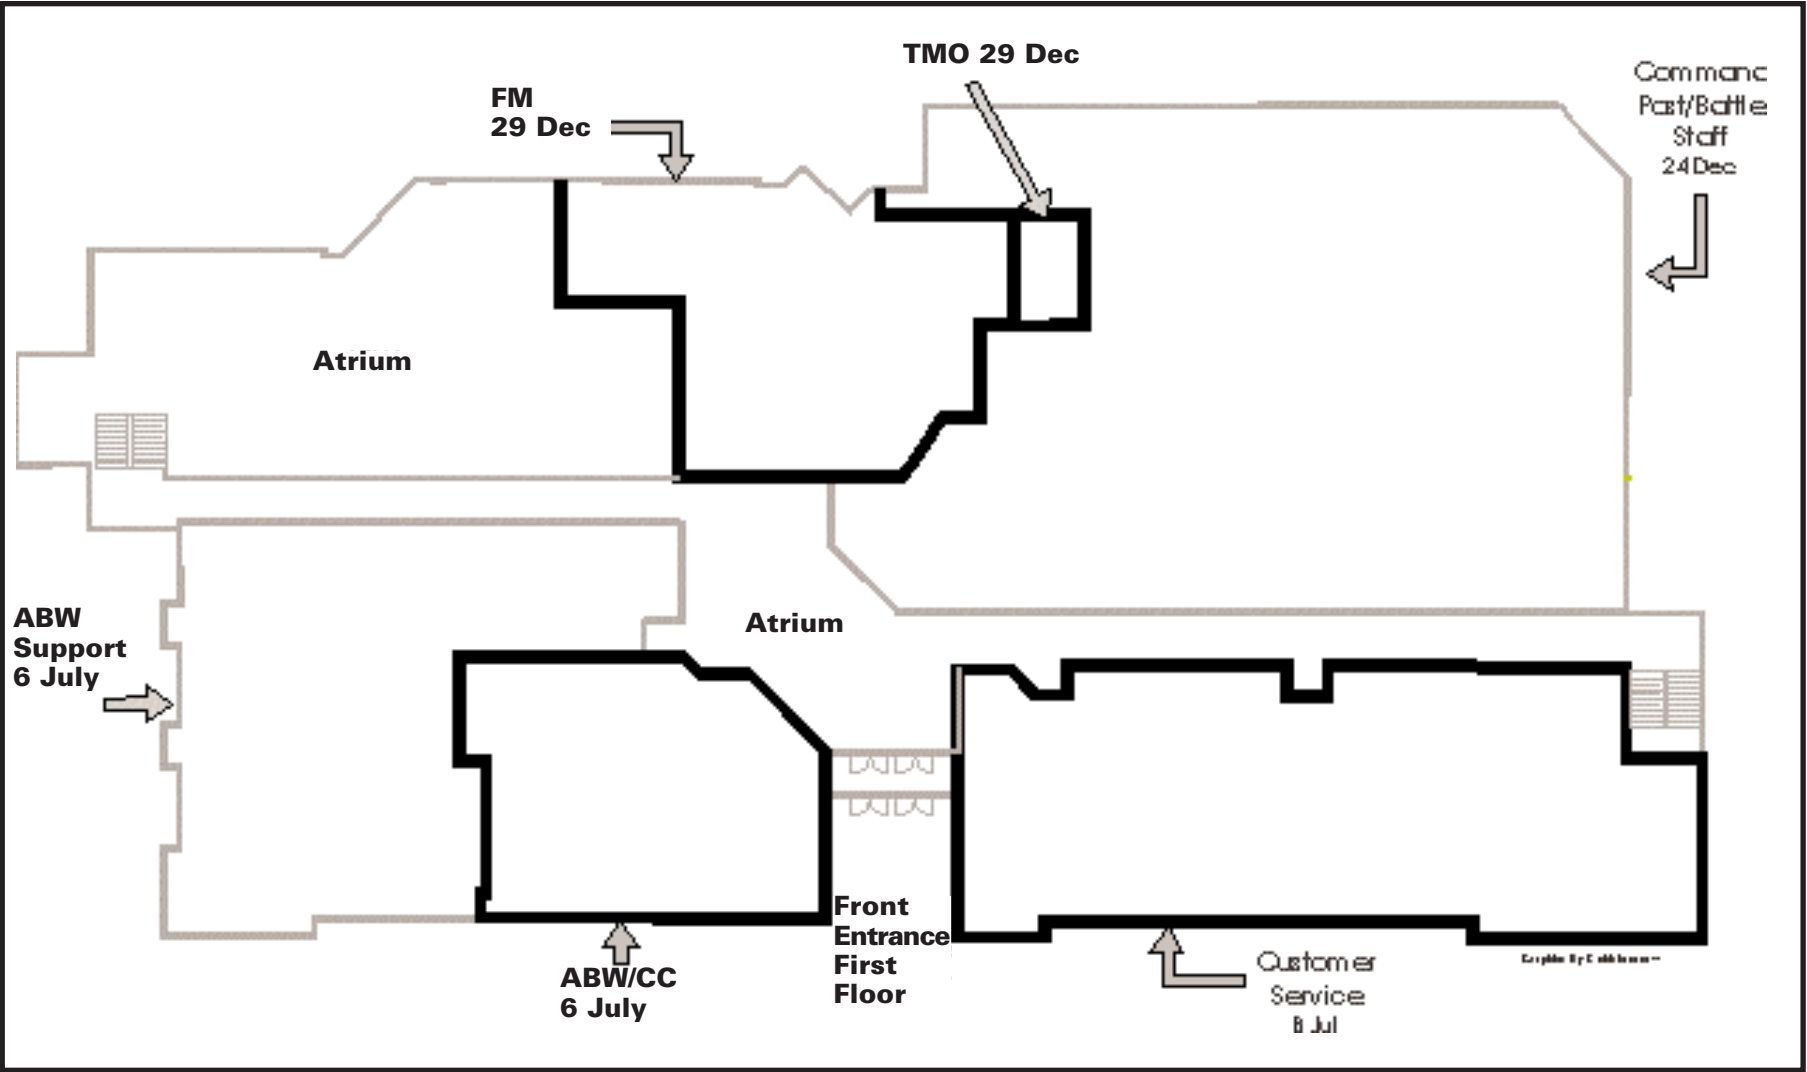 TMO 29 Dec
FM
29 Dec
Command
Post/Battle
Staff
24 Dec
Atrium
ABW
Support
6 July
Atrium
Front
Entrance
First
Floor
ABW/CC
6 July
Customer
Service
8 Jul